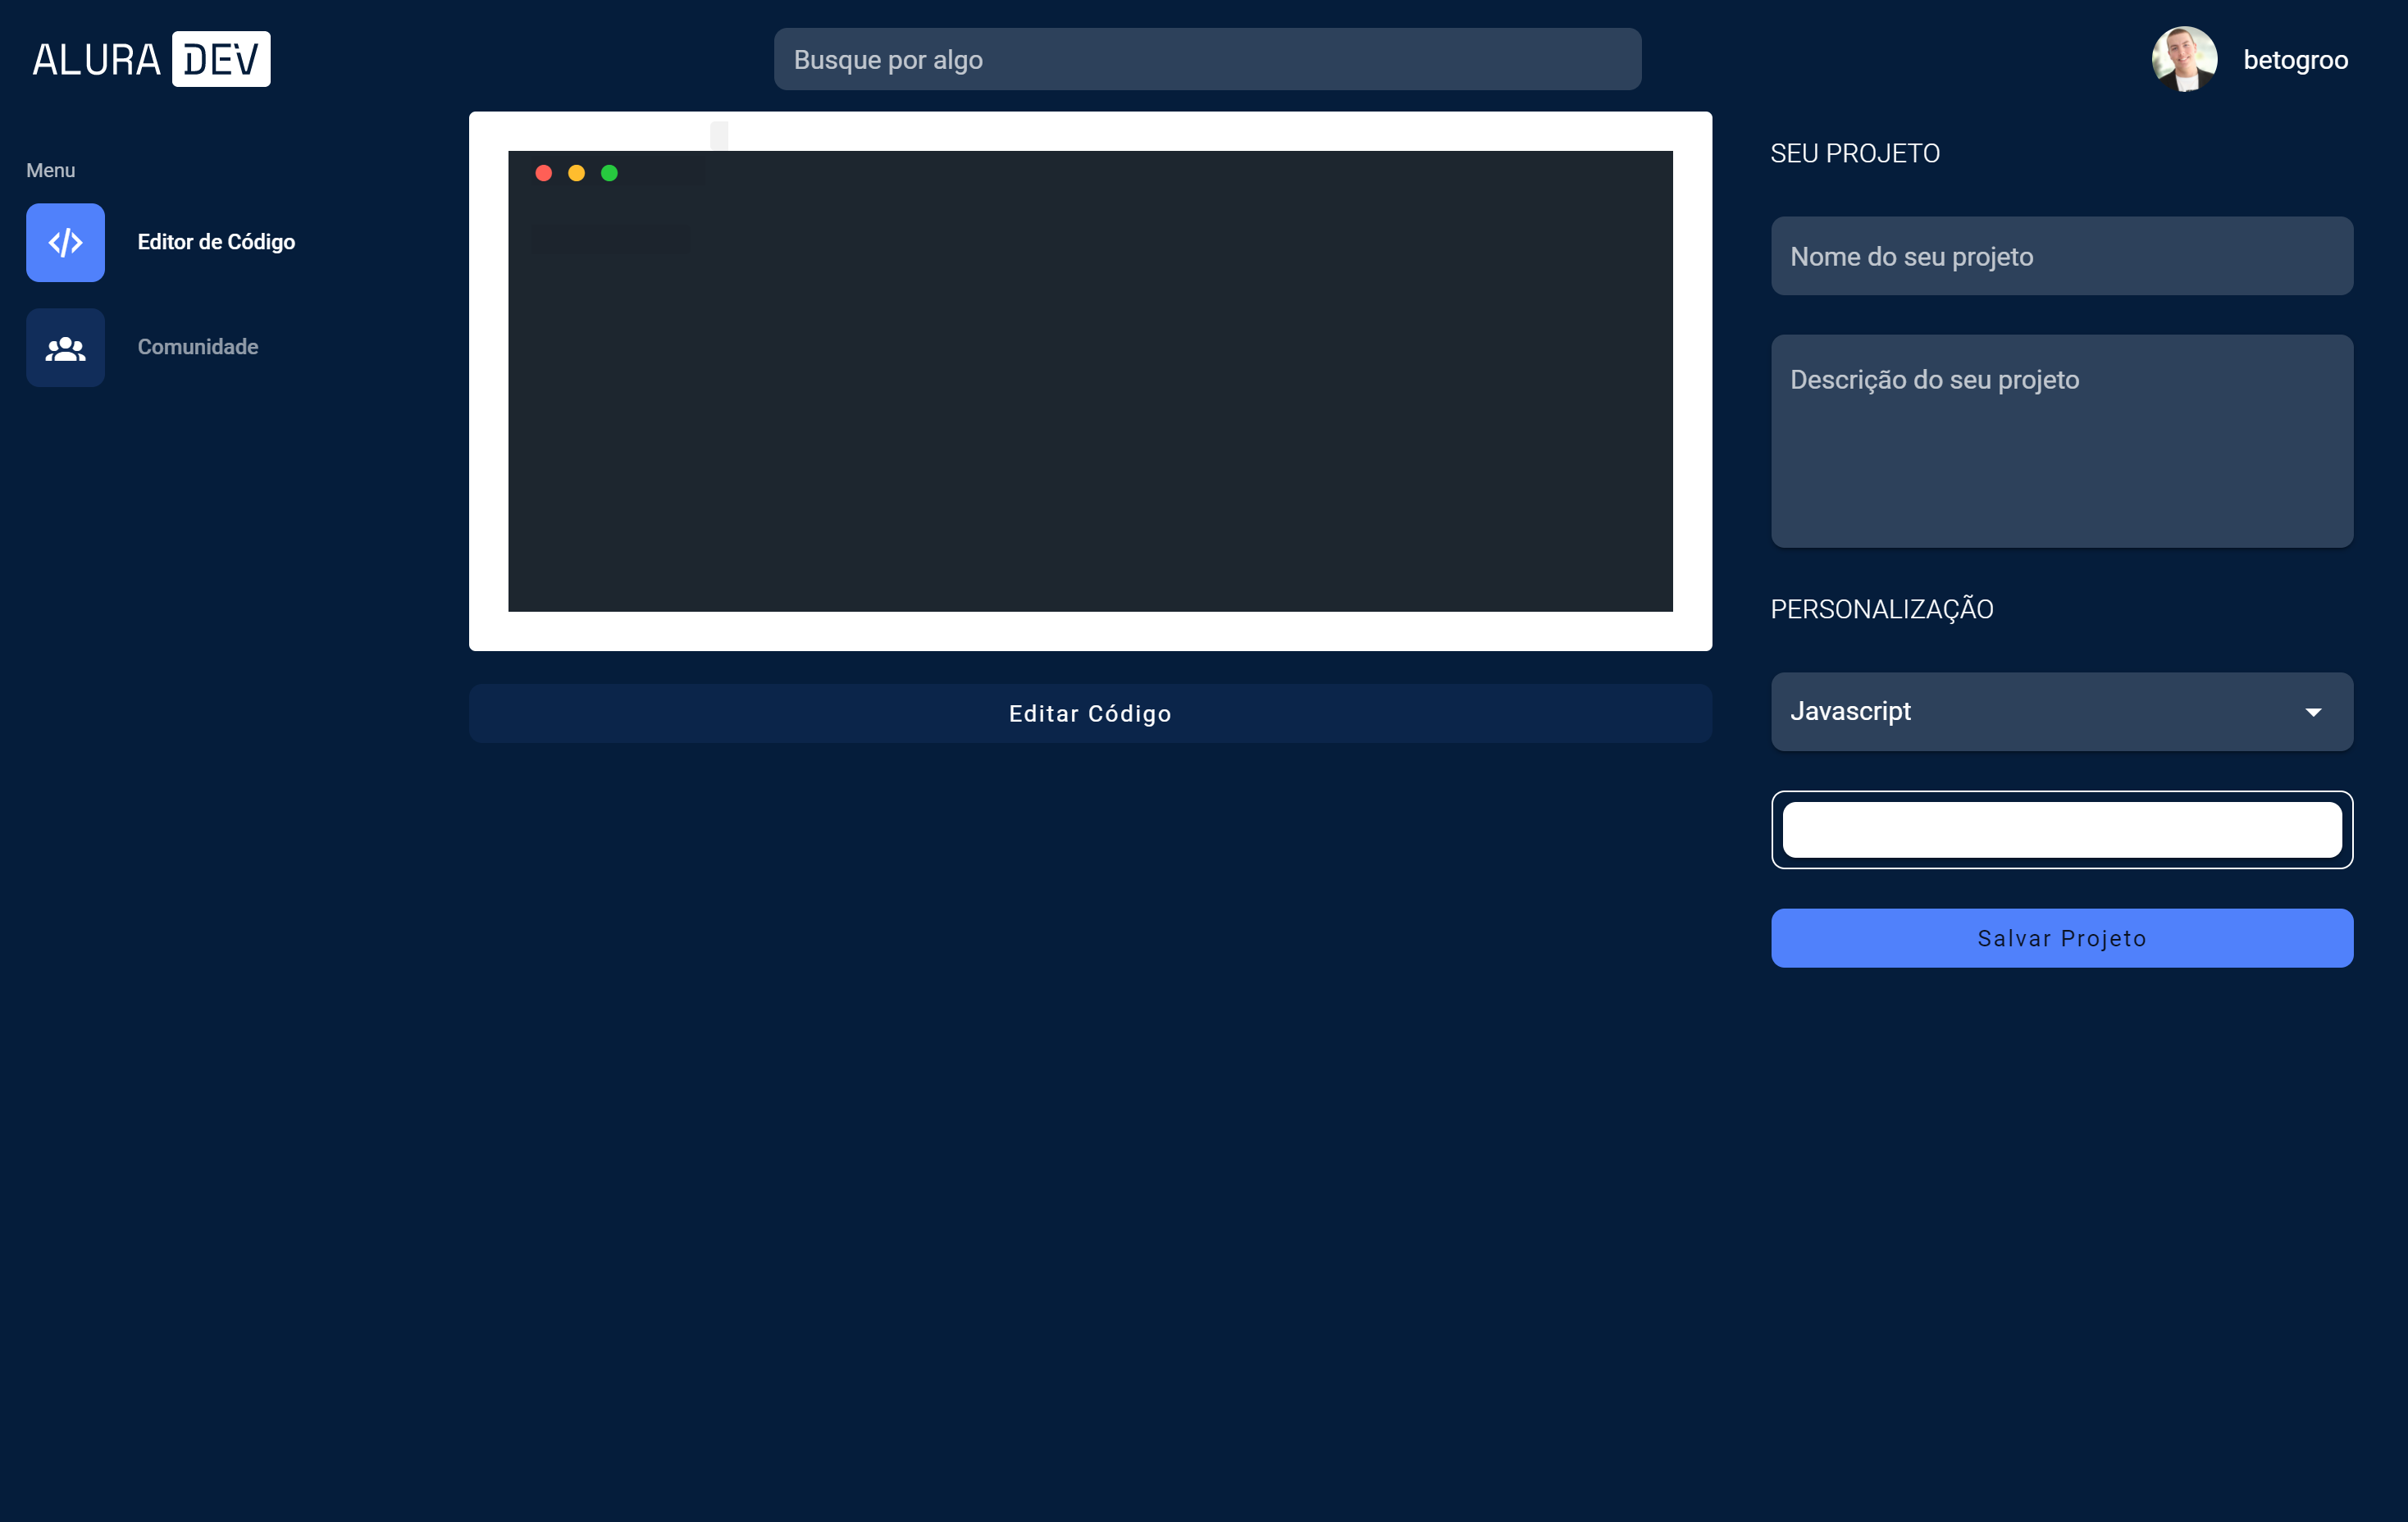 ALURA DEV
Busque por algo
betogroo
Menu
Editor de Código
Comunidade
Editar Código
SEU PROJETO
Nome do seu projeto
Descrição do seu projeto
PERSONALIZAÇÃO
Javascript
Salvar Projeto